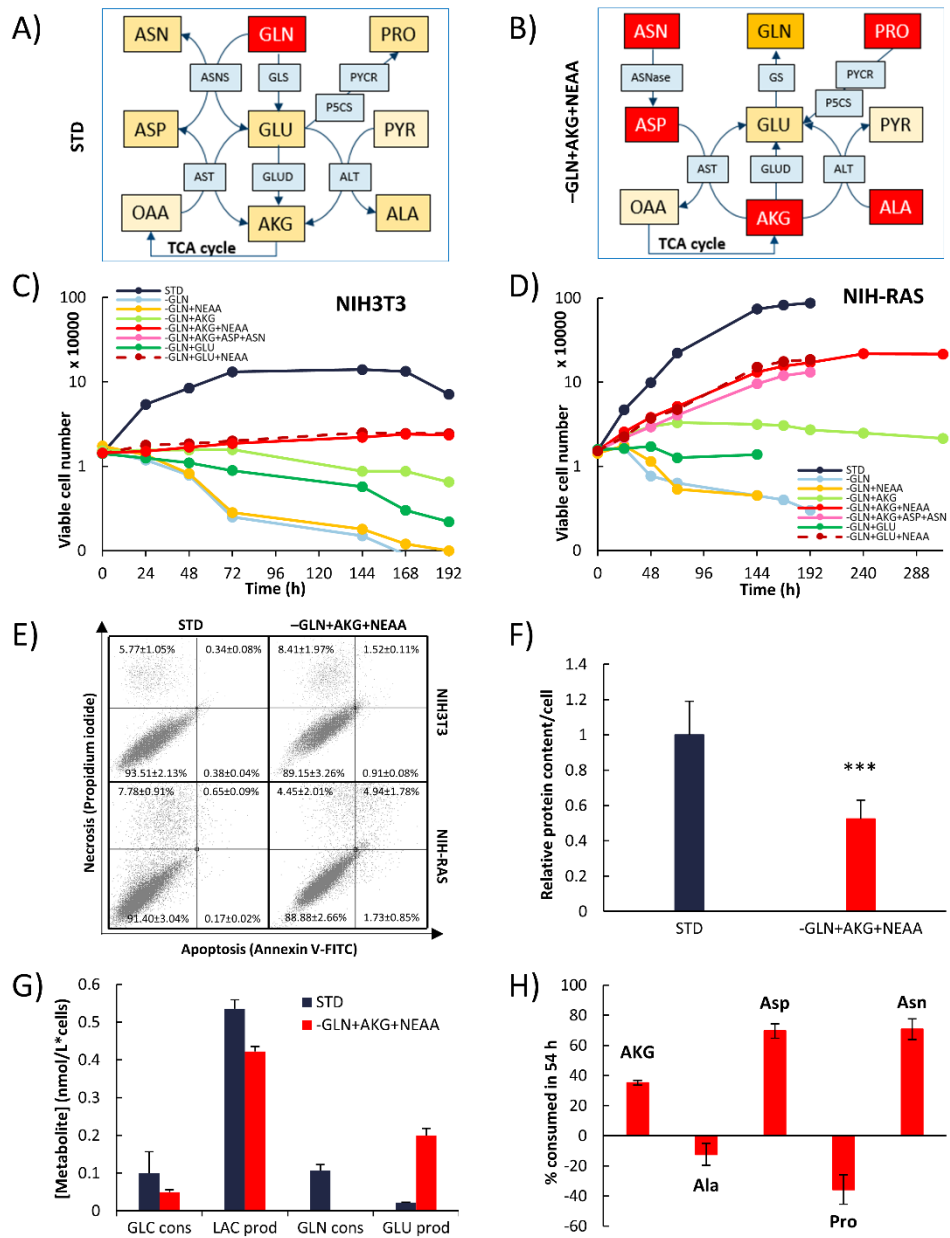 A)
STD
ASN
GLN
PRO
ASNS
GLS
PYCR
P5CS
ASP
GLU
PYR
AST
GLUD
ALT
OAA
AKG
ALA
TCA cycle
B)
–GLN+AKG+NEAA
ASN
GLN
PRO
ASNase
GS
PYCR
P5CS
ASP
GLU
PYR
AST
GLUD
ALT
OAA
AKG
ALA
TCA cycle
C)
NIH3T3
STD
-GLN
-GLN+NEAA
-GLN+AKG
-GLN+AKG+NEAA
-GLN+AKG+ASP+ASN
-GLN+GLU
-GLN+GLU+NEAA
Viable cell number x 10000
100
10
1
0
0 24 48 72 96 120 144 168 192
Time (h)
D)
NIH-RAS
Viable cell number x 10000
100
10
1
0
STD
-GLN
-GLN+NEAA
-GLN+AKG
-GLN+AKG+NEAA
-GLN+AKG+ASP+ASN
-GLN+GLU
-GLN+GLU+NEAA
0 48 96 144 192 240 288
Time (h)
E)
STD –GLN+AKG+NEAA
5.77±1.05% 0.34±0.08% 8.41±1.97% 1.52±0.11%
NIH3T3
93.51±2.13% 0.38±0.04% 89.15±3.26% 0.91±0.08%
7.78±0.91% 0.65±0.09% 4.45±2.01% 4.94±1.78%
NIH-RAS
91.40±3.04% 0.17±0.02% 88.88±2.66% 1.73±0.85%
Necrosis (Propidium iodide)
Apoptosis (Annexin V-FITC)
F)
Relative protein content/cell
1.4
1.2
1
0.8
0.6
0.4
0.2
0
***
STD -GLN+AKG+NEAA
G)
[Metabolite] (nmol/L*cells)
0.6
0.5
0.4
0.3
0.2
0.1
0
STD
-GLN+AKG+NEAA
GLC cons LAC prod GLN cons GLU prod
H)
% consumed in 54 h
100
80
60
40
20
0
-20
-40
-60
AKG
Ala
Asp
Pro
Asn